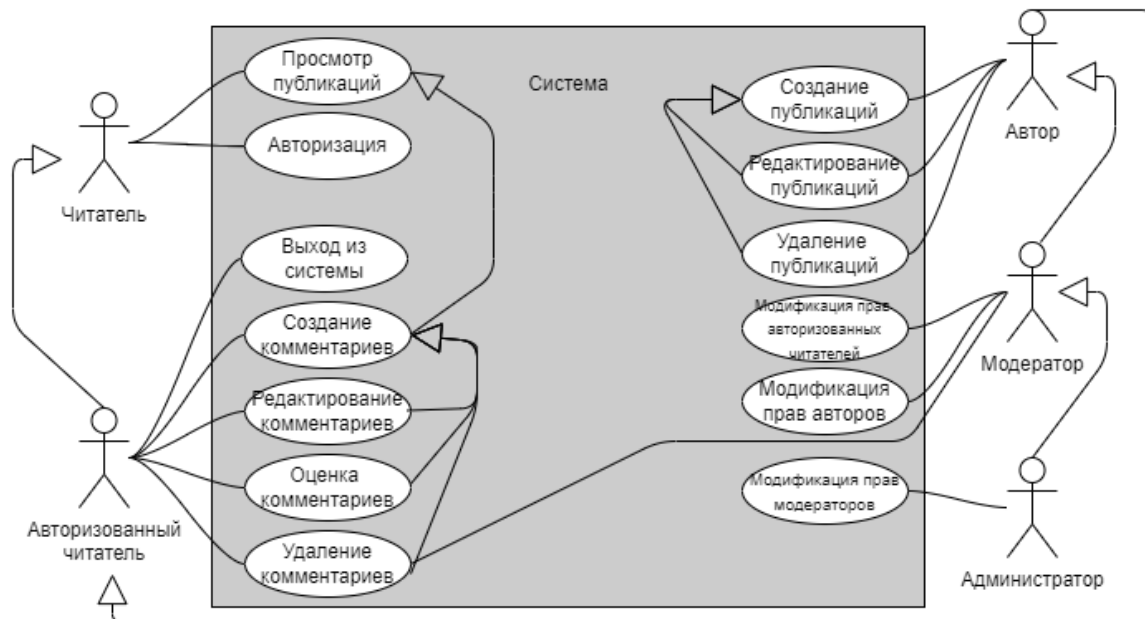 Просмотр
публикаций
Система
Создание
публикаций
Автор
Авторизация
Редактирование
публикаций
Читатель
Выход из
системы
Удаление
публикаций
Создание
комментариев
Модификация прав
авторизованных
читателей
Модератор
Редактирование
комментариев
Модификация
прав авторов
Оценка
комментариев
Модификация прав
модераторов
Авторизованный
читатель
Удаление
комментариев
Администратор